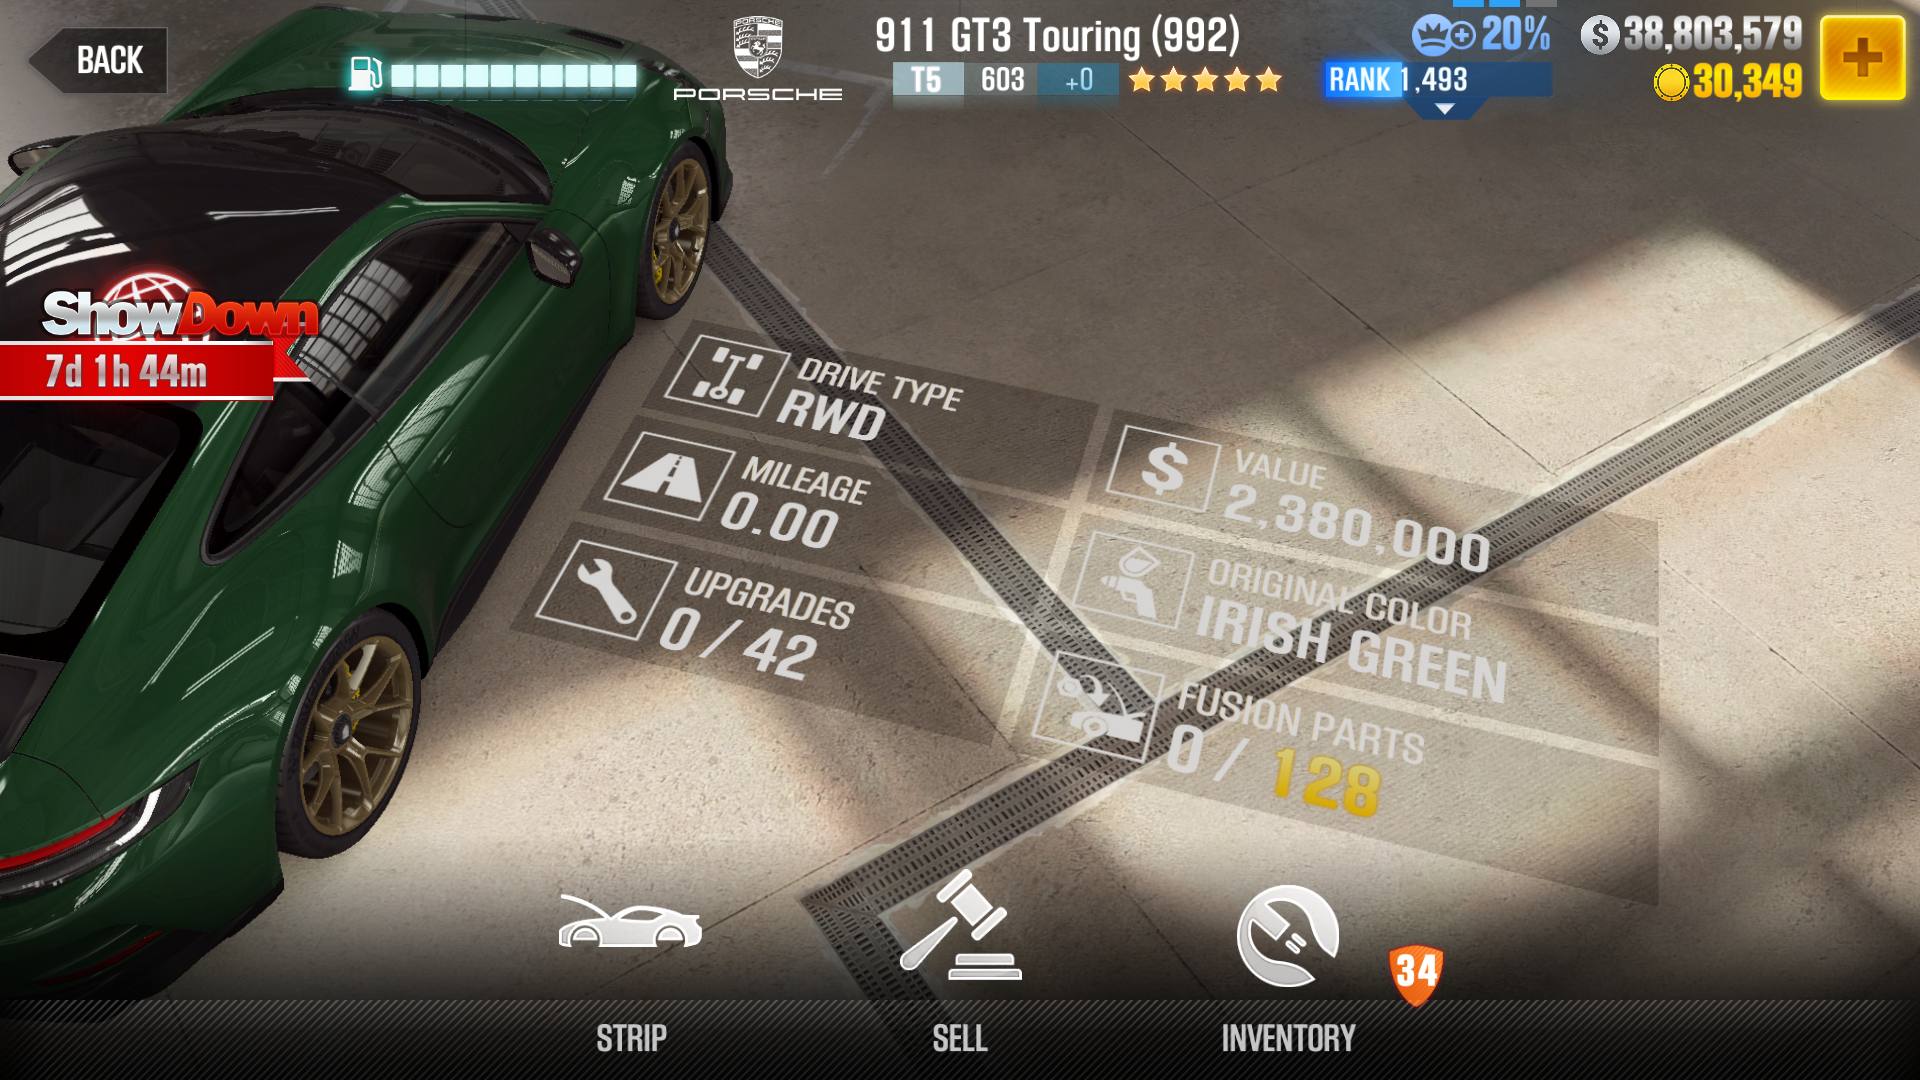 BACK
PORSCHE
PORSCHE
911 GT3 Touring (992)
T5 603 +0
20%
RANK 1,493
$ 38,803,579
30,349
ShowDown
7d 1h 44m
DRIVE TYPE
RWD
MILEAGE
0.00
UPGRADES
0 / 42
$ VALUE
2,380,000
ORIGINAL COLOR
IRISH GREEN
FUSION PARTS
0 / 128
34
STRIP
SELL
INVENTORY